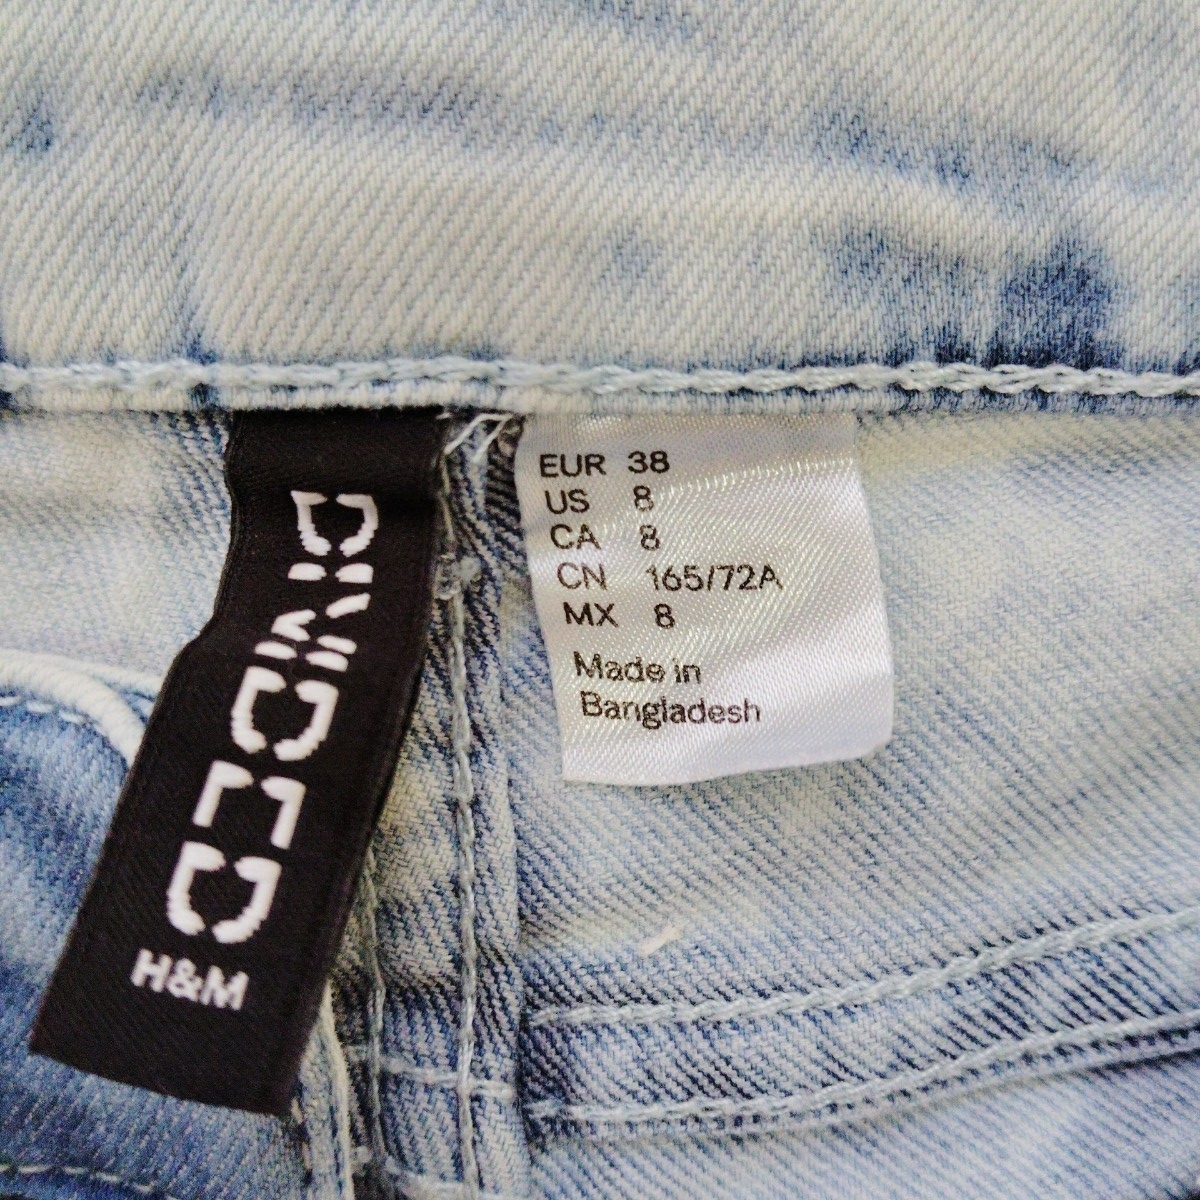 DIVIDED
H&M
EUR 38
US 8
CA 8
CN 165/72A
MX 8
Made in
Bangladesh